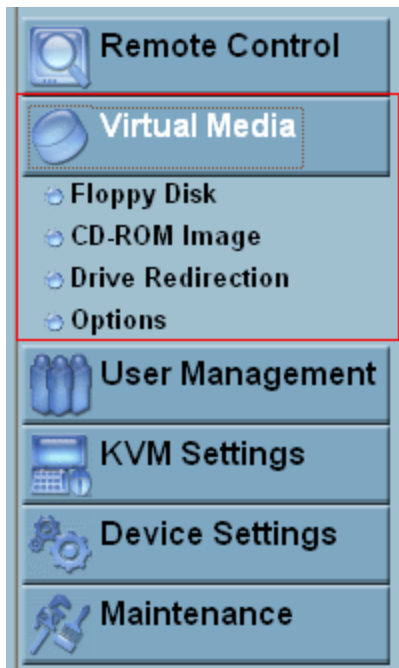 Remote Control
Virtual Media
Floppy Disk
CD-ROM Image
Drive Redirection
Options
User Management
KVM Settings
Device Settings
Maintenance